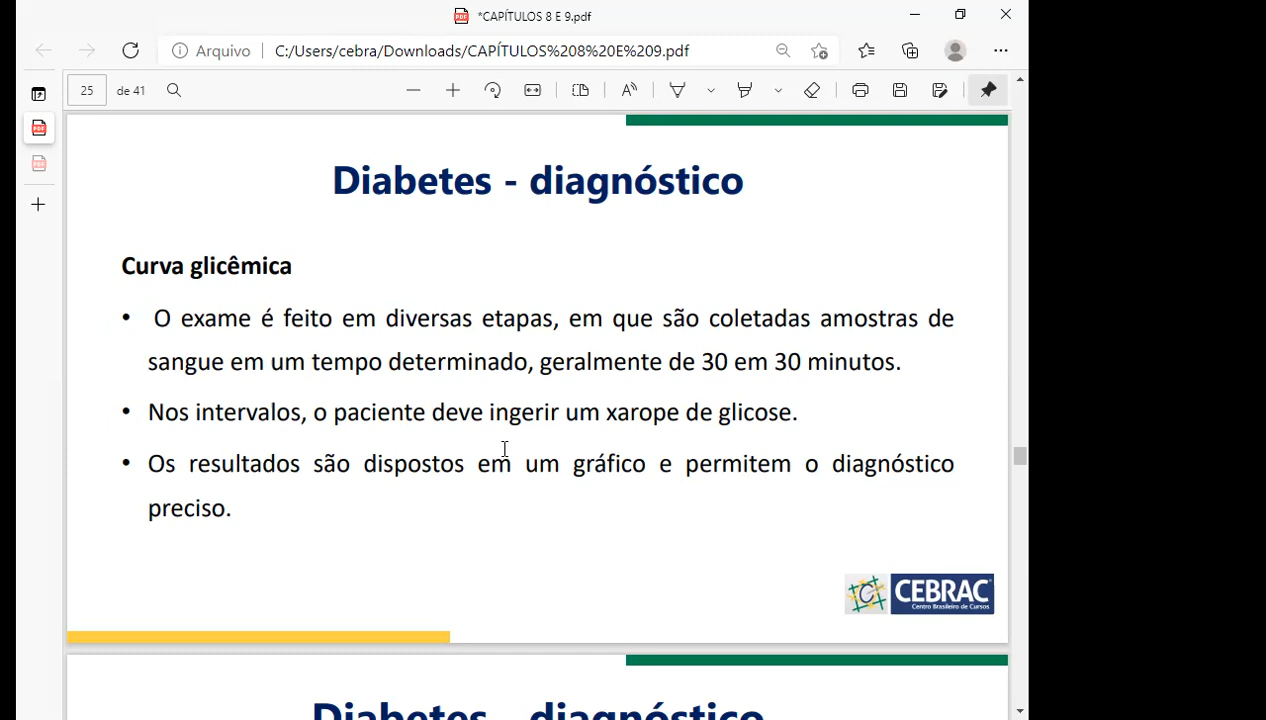 *CAPÍTULOS 8 E 9.pdf
Arquivo | C:/Users/cebra/Downloads/CAPÍTULOS%208%20E%209.pdf
25 de 41
Diabetes - diagnóstico
Curva glicêmica
• O exame é feito em diversas etapas, em que são coletadas amostras de
sangue em um tempo determinado, geralmente de 30 em 30 minutos.
• Nos intervalos, o paciente deve ingerir um xarope de glicose.
• Os resultados são dispostos em um gráfico e permitem o diagnóstico
preciso.
CEBRAC
Centro Brasileiro de Cursos
Diabetes - diagnóstico